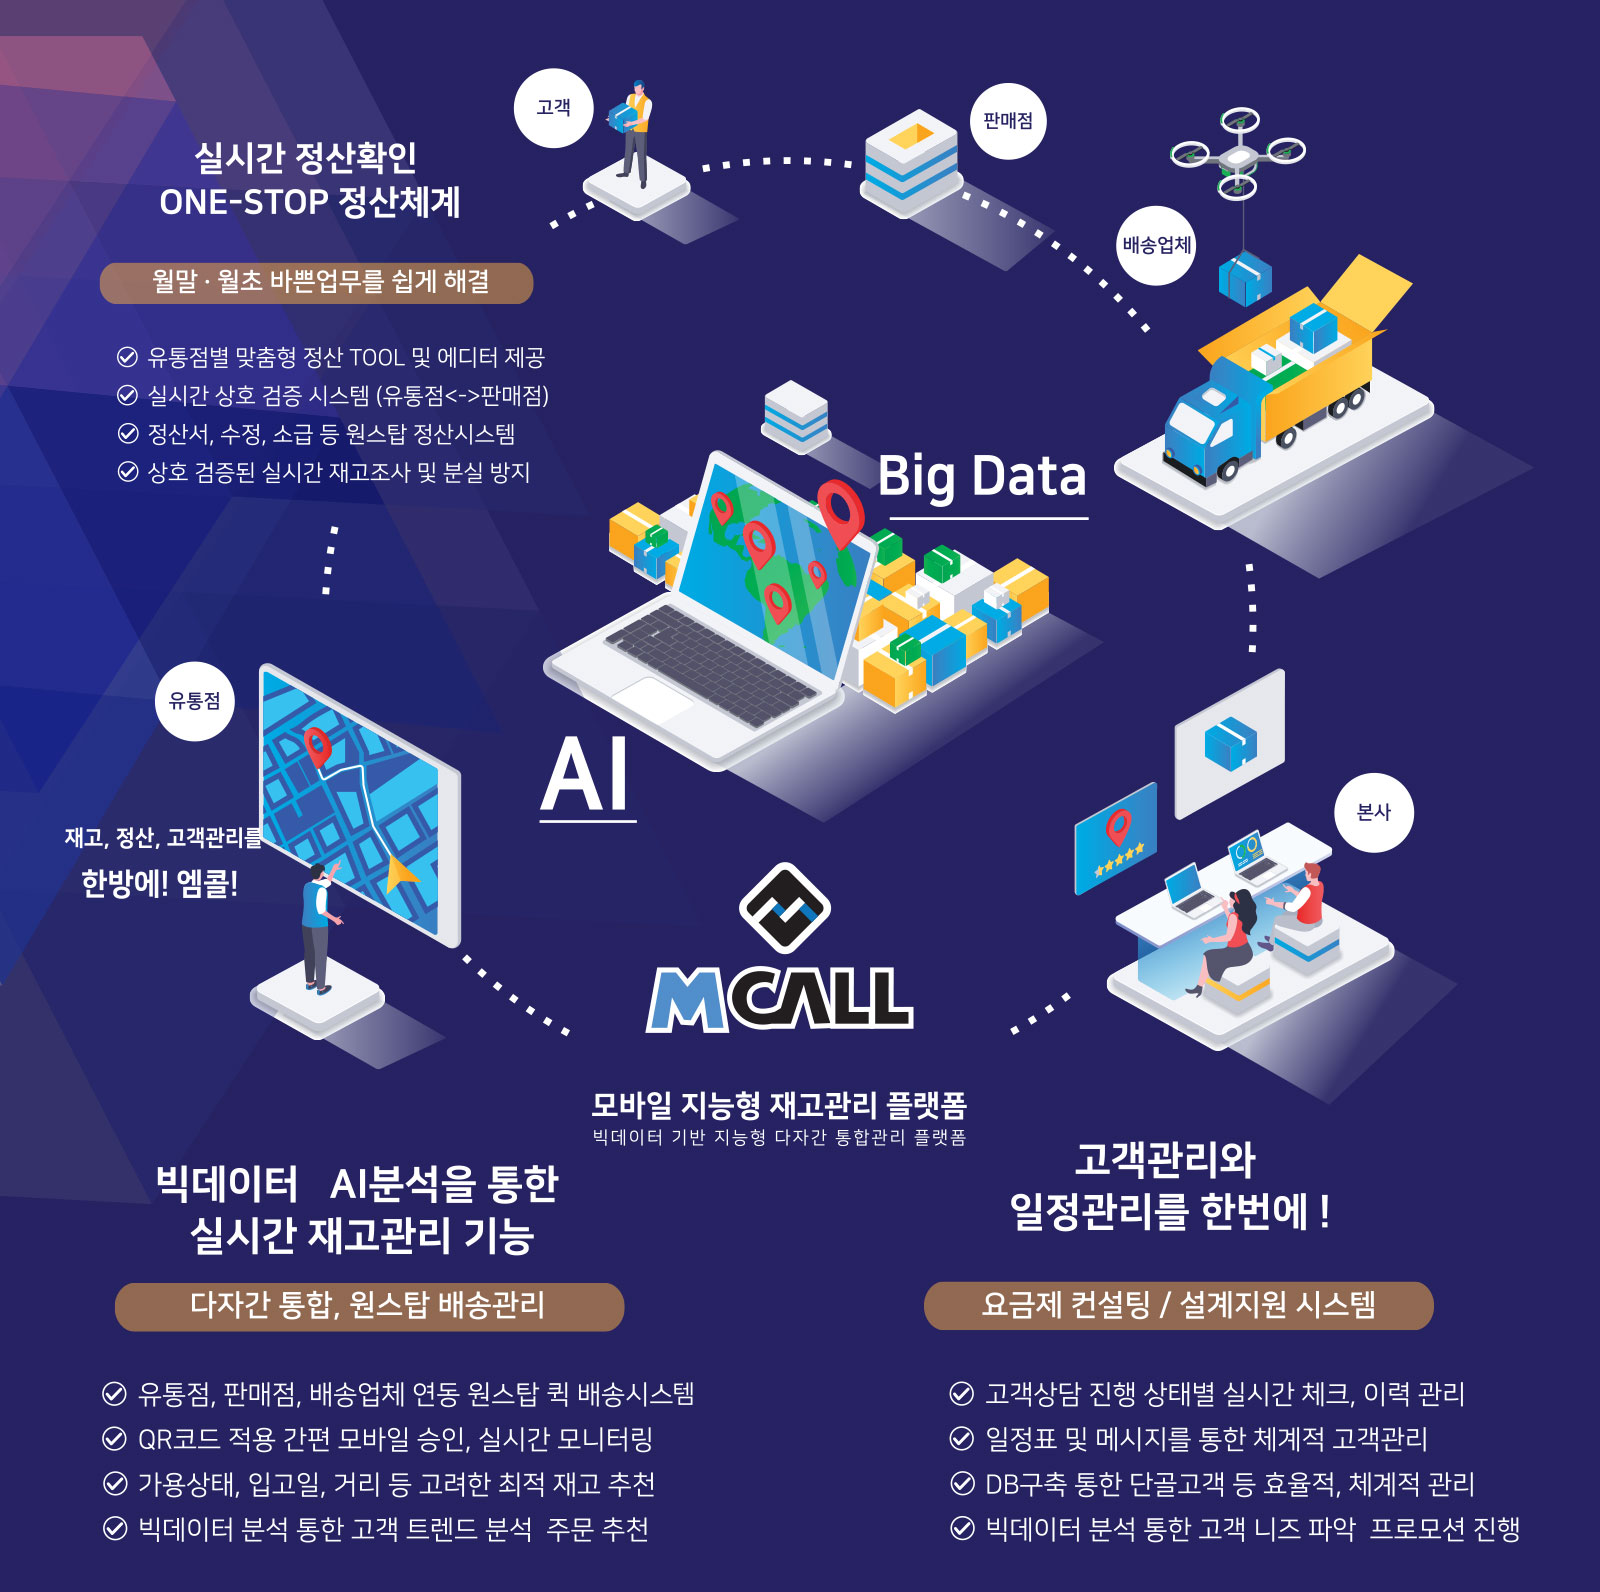 고객
판매점
배송업체
실시간 정산확인
ONE-STOP 정산체계
월말 · 월초 바쁜업무를 쉽게 해결
유통점별 맞춤형 정산 TOOL 및 에디터 제공
실시간 상호 검증 시스템 (유통점<->판매점)
정산서, 수정, 소급 등 원스탑 정산시스템
상호 검증된 실시간 재고조사 및 분실 방지
Big Data
AI
유통점
재고, 정산, 고객관리를
한방에! 엠콜!
본사
MCALL
모바일 지능형 재고관리 플랫폼
빅데이터 기반 지능형 다자간 통합관리 플랫폼
빅데이터 AI분석을 통한
실시간 재고관리 기능
다자간 통합, 원스탑 배송관리
유통점, 판매점, 배송업체 연동 원스탑 퀵 배송시스템
QR코드 적용 간편 모바일 승인, 실시간 모니터링
가용상태, 입고일, 거리 등 고려한 최적 재고 추천
빅데이터 분석 통한 고객 트렌드 분석 주문 추천
고객관리와
일정관리를 한번에 !
요금제 컨설팅 / 설계지원 시스템
고객상담 진행 상태별 실시간 체크, 이력 관리
일정표 및 메시지를 통한 체계적 고객관리
DB구축 통한 단골고객 등 효율적, 체계적 관리
빅데이터 분석 통한 고객 니즈 파악 프로모션 진행